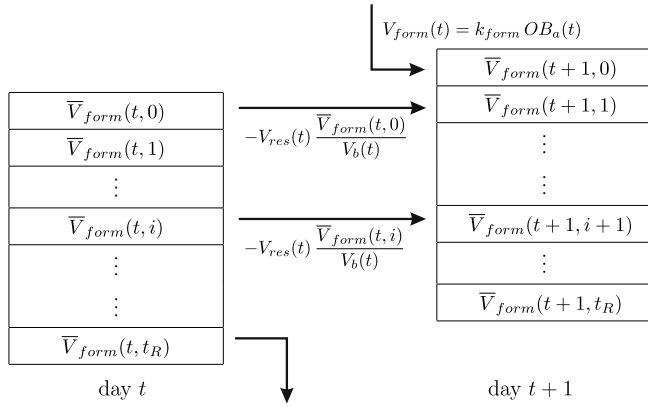 V_{form}(t) = k_{form} OB_a(t)
\overline{V}_{form}(t, 0)
\overline{V}_{form}(t, 1)
⋮
\overline{V}_{form}(t, i)
⋮
⋮
\overline{V}_{form}(t, t_R)
day t
-V_{res}(t) \frac{\overline{V}_{form}(t, 0)}{V_b(t)}
-V_{res}(t) \frac{\overline{V}_{form}(t, i)}{V_b(t)}
\overline{V}_{form}(t+1, 0)
\overline{V}_{form}(t+1, 1)
⋮
⋮
\overline{V}_{form}(t+1, i+1)
⋮
\overline{V}_{form}(t+1, t_R)
day t + 1